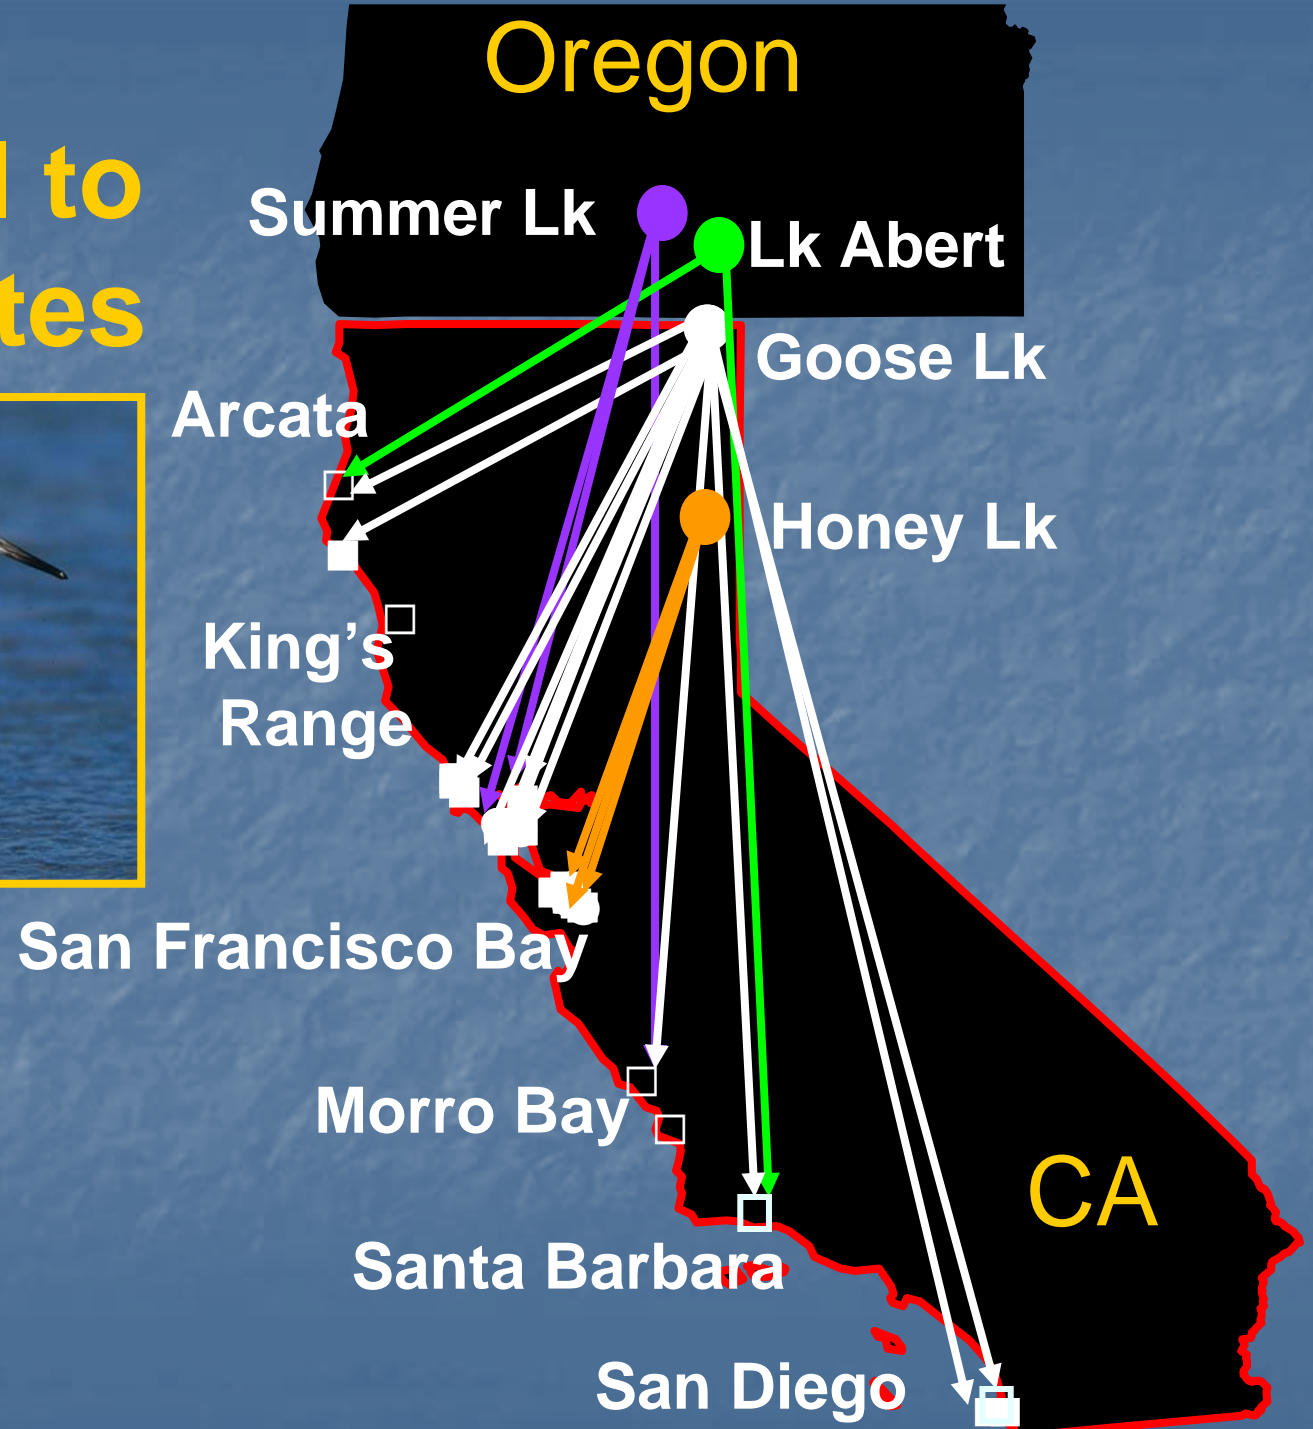 Oregon
to
Summer Lk
Lk Abert
tes
Goose Lk
Arcata
Honey Lk
King’s
Range
San Francisco Bay
Morro Bay
CA
Santa Barbara
San Diego